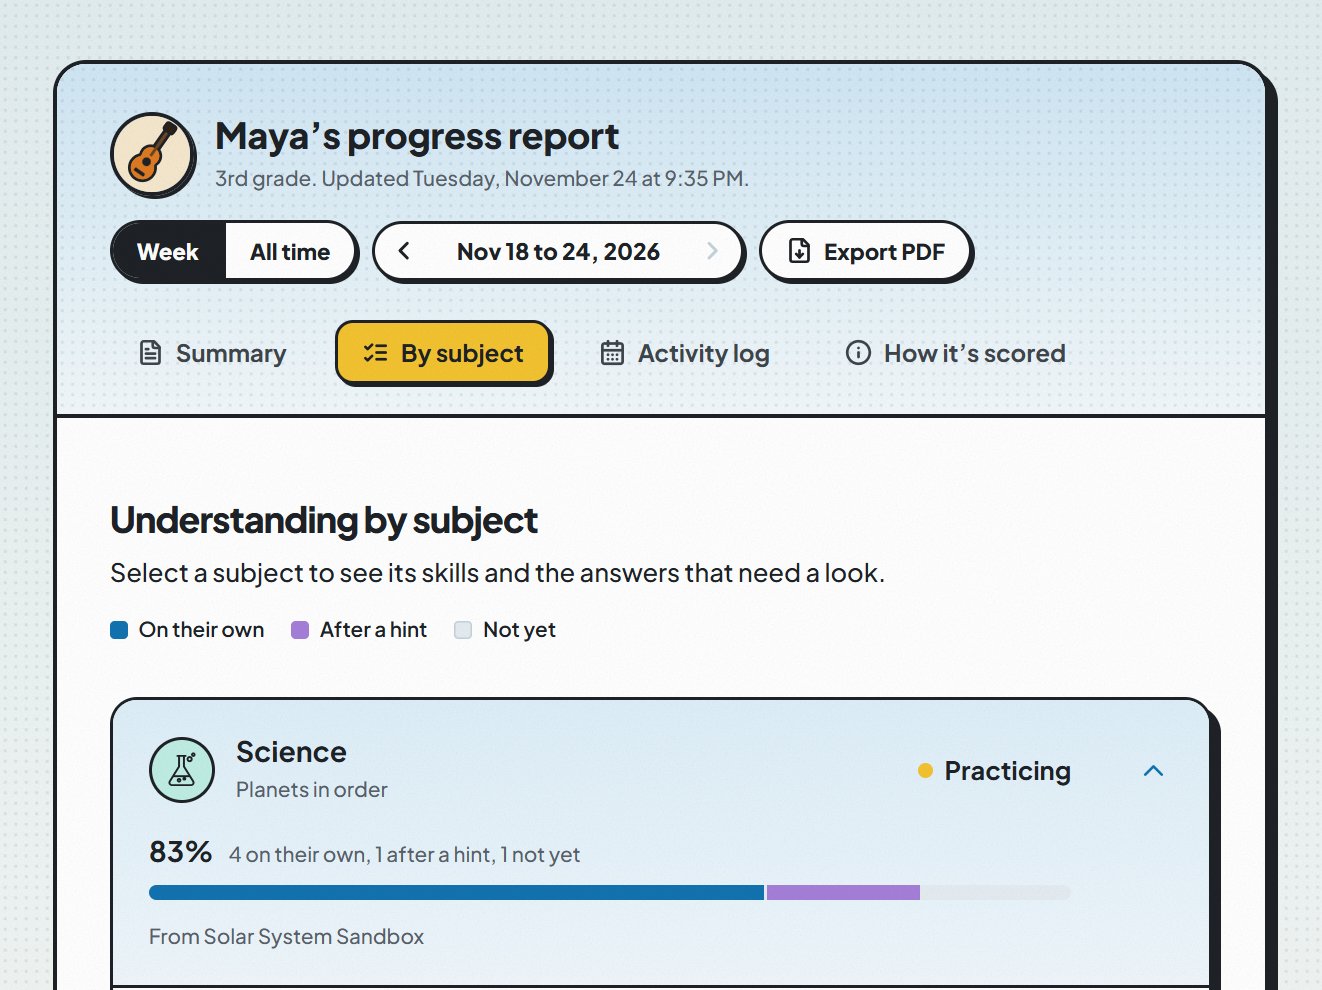 Maya’s progress report
3rd grade. Updated Tuesday, November 24 at 9:35 PM.
Week
All time
Nov 18 to 24, 2026
Export PDF
Summary
By subject
Activity log
How it’s scored
Understanding by subject
Select a subject to see its skills and the answers that need a look.
On their own
After a hint
Not yet
Science
Planets in order
Practicing
83%
4 on their own, 1 after a hint, 1 not yet
From Solar System Sandbox